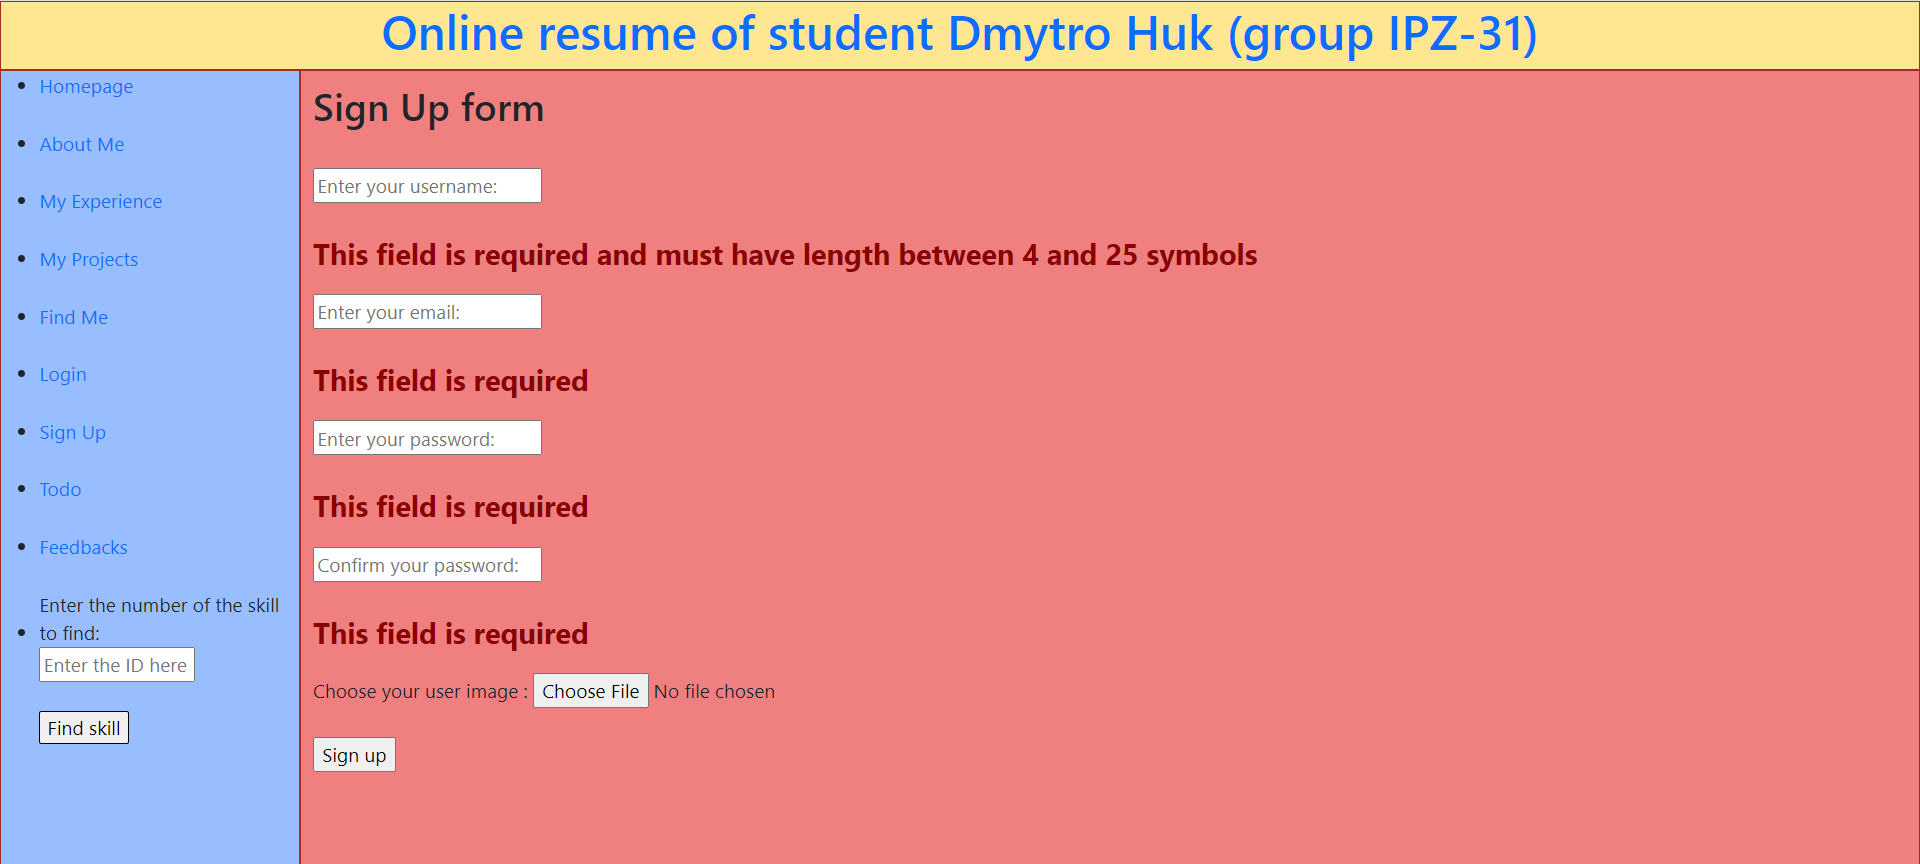 Online resume of student Dmytro Huk (group IPZ-31)
Homepage
About Me
My Experience
My Projects
Find Me
Login
Sign Up
Todo
Feedbacks
Enter the number of the skill
to find:
Enter the ID here
Find skill
Sign Up form
Enter your username:
This field is required and must have length between 4 and 25 symbols
Enter your email:
This field is required
Enter your password:
This field is required
Confirm your password:
This field is required
Choose your user image : Choose File No file chosen
Sign up